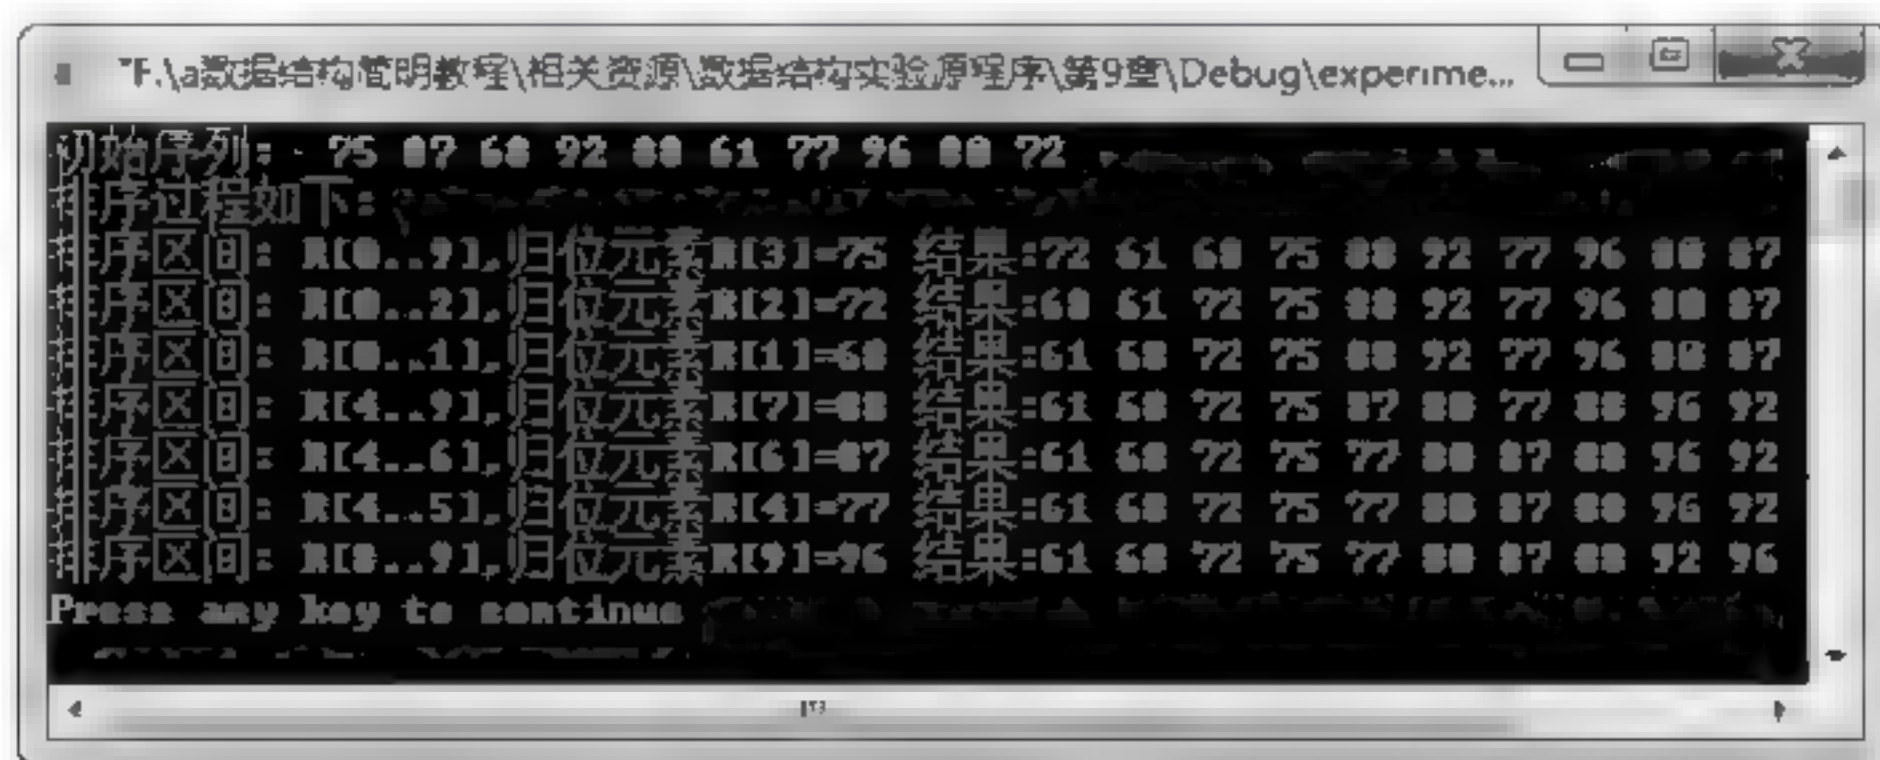 "F:\a数据结构简明教程\相关资源\数据结构实验源程序\第9章\Debug\experime...
初始序列: 75 87 68 92 88 61 77 96 80 72
排序过程如下:
排序区间: R[0..9],归位元素R[3]=75 结果:72 61 68 75 88 92 77 96 80 87
排序区间: R[0..2],归位元素R[2]=72 结果:68 61 72 75 88 92 77 96 80 87
排序区间: R[0..1],归位元素R[1]=68 结果:61 68 72 75 88 92 77 96 80 87
排序区间: R[4..9],归位元素R[7]=88 结果:61 68 72 75 87 80 77 88 96 92
排序区间: R[4..6],归位元素R[6]=87 结果:61 68 72 75 77 80 87 88 96 92
排序区间: R[4..5],归位元素R[4]=77 结果:61 68 72 75 77 80 87 88 96 92
排序区间: R[8..9],归位元素R[9]=96 结果:61 68 72 75 77 80 87 88 92 96
Press any key to continue